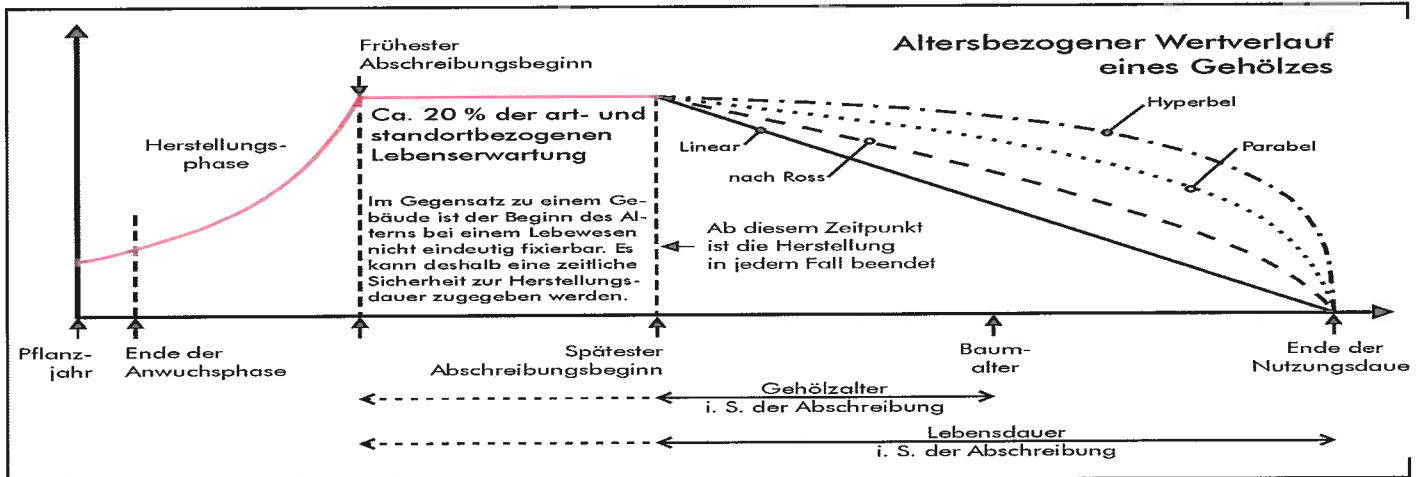 Altersbezogener Wertverlauf
eines Gehölzes
Frühester
Abschreibungsbeginn
Herstellungs-
phase
Ca. 20 % der art- und
standortbezogenen
Lebenserwartung
Im Gegensatz zu einem Ge-
bäude ist der Beginn des Al-
terns bei einem Lebewesen
nicht eindeutig fixierbar. Es
kann deshalb eine zeitliche
Sicherheit zur Herstellungs-
dauer zugegeben werden.
Hyperbel
Linear
Parabel
nach Ross
Ab diesem Zeitpunkt
ist die Herstellung
in jedem Fall beendet
Pflanz-
jahr
Ende der
Anwuchsphase
Spätester
Abschreibungsbeginn
Baum-
alter
Ende der
Nutzungsdaue
Gehölzalter
i. S. der Abschreibung
Lebensdauer
i. S. der Abschreibung